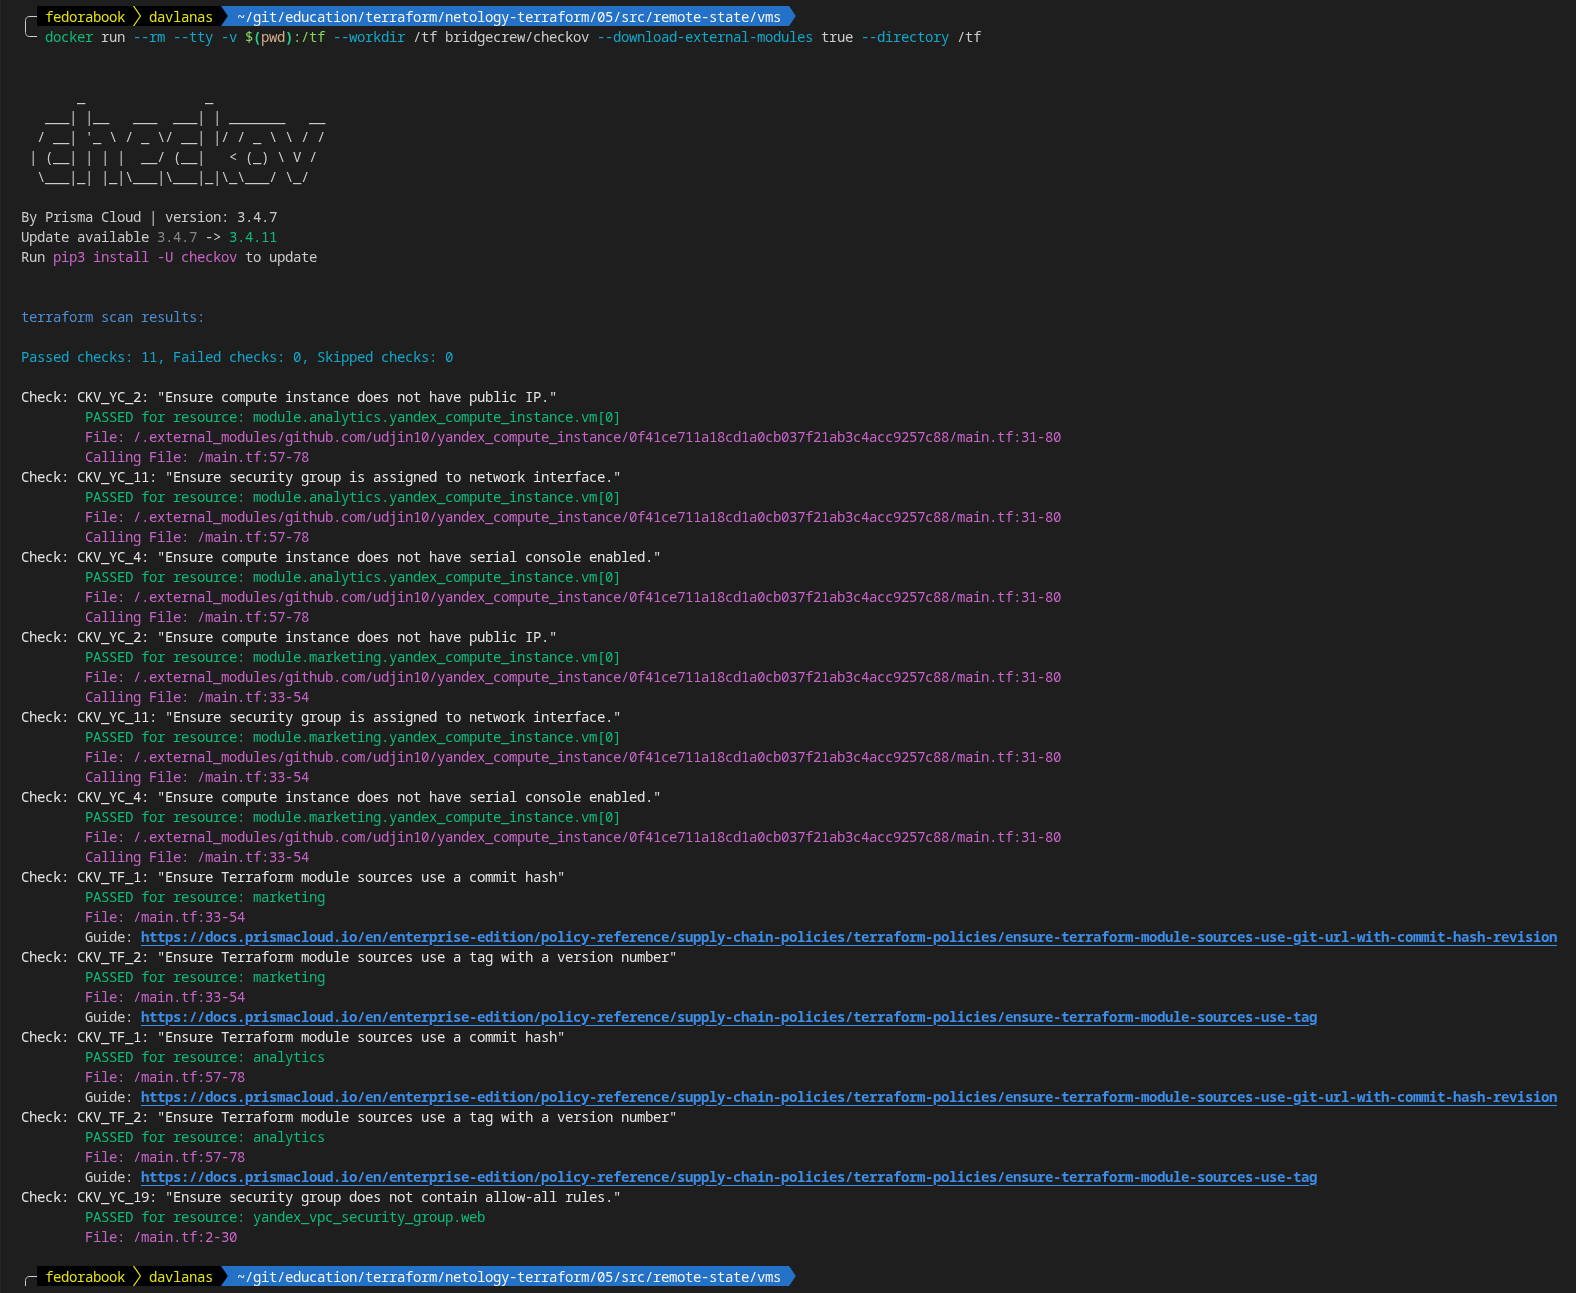 fedorabook davlanas ~/git/education/terraform/netology-terraform/05/src/remote-state/vms
docker run --rm --tty -v $(pwd):/tf --workdir /tf bridgecrew/checkov --download-external-modules true --directory /tf
       _               _
   ___| |__   ___  ___| | _______   __
  / __| '_ \ / _ \/ __| |/ / _ \ \ / /
 | (__| | | |  __/ (__|   < (_) \ V /
  \___|_| |_|\___|\___|_|\_\___/ \_/
By Prisma Cloud | version: 3.4.7
Update available 3.4.7 -> 3.4.11
Run pip3 install -U checkov to update
terraform scan results:
Passed checks: 11, Failed checks: 0, Skipped checks: 0
Check: CKV_YC_2: "Ensure compute instance does not have public IP."
PASSED for resource: module.analytics.yandex_compute_instance.vm[0]
File: /.external_modules/github.com/udjin10/yandex_compute_instance/0f41ce711a18cd1a0cb037f21ab3c4acc9257c88/main.tf:31-80
Calling File: /main.tf:57-78
Check: CKV_YC_11: "Ensure security group is assigned to network interface."
PASSED for resource: module.analytics.yandex_compute_instance.vm[0]
File: /.external_modules/github.com/udjin10/yandex_compute_instance/0f41ce711a18cd1a0cb037f21ab3c4acc9257c88/main.tf:31-80
Calling File: /main.tf:57-78
Check: CKV_YC_4: "Ensure compute instance does not have serial console enabled."
PASSED for resource: module.analytics.yandex_compute_instance.vm[0]
File: /.external_modules/github.com/udjin10/yandex_compute_instance/0f41ce711a18cd1a0cb037f21ab3c4acc9257c88/main.tf:31-80
Calling File: /main.tf:57-78
Check: CKV_YC_2: "Ensure compute instance does not have public IP."
PASSED for resource: module.marketing.yandex_compute_instance.vm[0]
File: /.external_modules/github.com/udjin10/yandex_compute_instance/0f41ce711a18cd1a0cb037f21ab3c4acc9257c88/main.tf:31-80
Calling File: /main.tf:33-54
Check: CKV_YC_11: "Ensure security group is assigned to network interface."
PASSED for resource: module.marketing.yandex_compute_instance.vm[0]
File: /.external_modules/github.com/udjin10/yandex_compute_instance/0f41ce711a18cd1a0cb037f21ab3c4acc9257c88/main.tf:31-80
Calling File: /main.tf:33-54
Check: CKV_YC_4: "Ensure compute instance does not have serial console enabled."
PASSED for resource: module.marketing.yandex_compute_instance.vm[0]
File: /.external_modules/github.com/udjin10/yandex_compute_instance/0f41ce711a18cd1a0cb037f21ab3c4acc9257c88/main.tf:31-80
Calling File: /main.tf:33-54
Check: CKV_TF_1: "Ensure Terraform module sources use a commit hash"
PASSED for resource: marketing
File: /main.tf:33-54
Guide: https://docs.prismacloud.io/en/enterprise-edition/policy-reference/supply-chain-policies/terraform-policies/ensure-terraform-module-sources-use-git-url-with-commit-hash-revision
Check: CKV_TF_2: "Ensure Terraform module sources use a tag with a version number"
PASSED for resource: marketing
File: /main.tf:33-54
Guide: https://docs.prismacloud.io/en/enterprise-edition/policy-reference/supply-chain-policies/terraform-policies/ensure-terraform-module-sources-use-tag
Check: CKV_TF_1: "Ensure Terraform module sources use a commit hash"
PASSED for resource: analytics
File: /main.tf:57-78
Guide: https://docs.prismacloud.io/en/enterprise-edition/policy-reference/supply-chain-policies/terraform-policies/ensure-terraform-module-sources-use-git-url-with-commit-hash-revision
Check: CKV_TF_2: "Ensure Terraform module sources use a tag with a version number"
PASSED for resource: analytics
File: /main.tf:57-78
Guide: https://docs.prismacloud.io/en/enterprise-edition/policy-reference/supply-chain-policies/terraform-policies/ensure-terraform-module-sources-use-tag
Check: CKV_YC_19: "Ensure security group does not contain allow-all rules."
PASSED for resource: yandex_vpc_security_group.web
File: /main.tf:2-30
fedorabook davlanas ~/git/education/terraform/netology-terraform/05/src/remote-state/vms